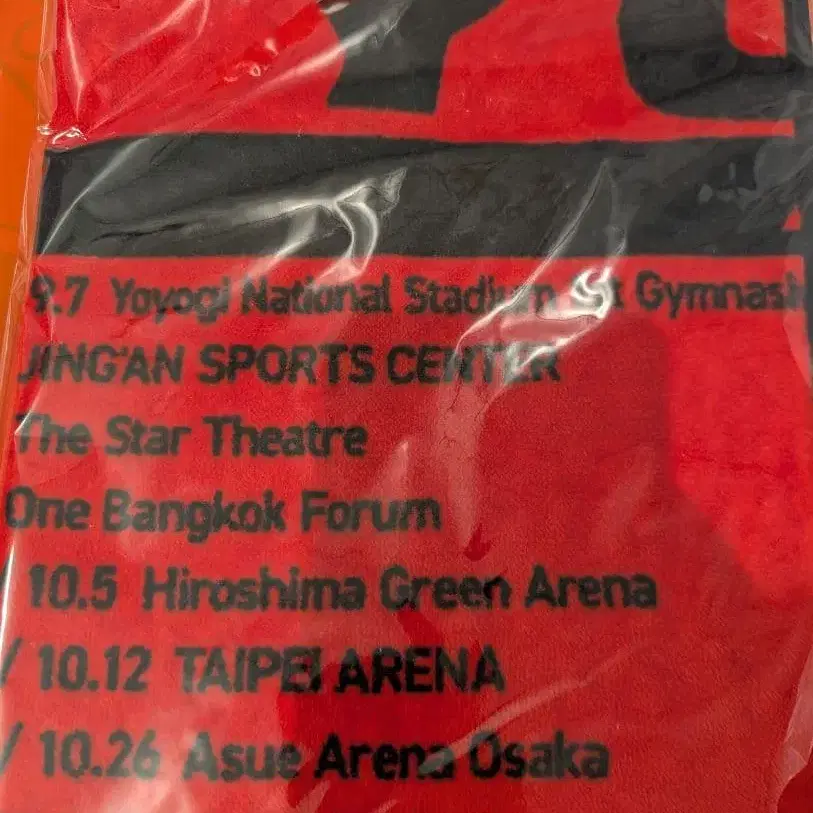 9.7 Yoyogi National Stadium 1st Gymnasi
JING'AN SPORTS CENTER
The Star Theatre
One Bangkok Forum
/ 10.5 Hiroshima Green Arena
/ 10.12 TAIPEI ARENA
/ 10.26 Asue Arena Osaka